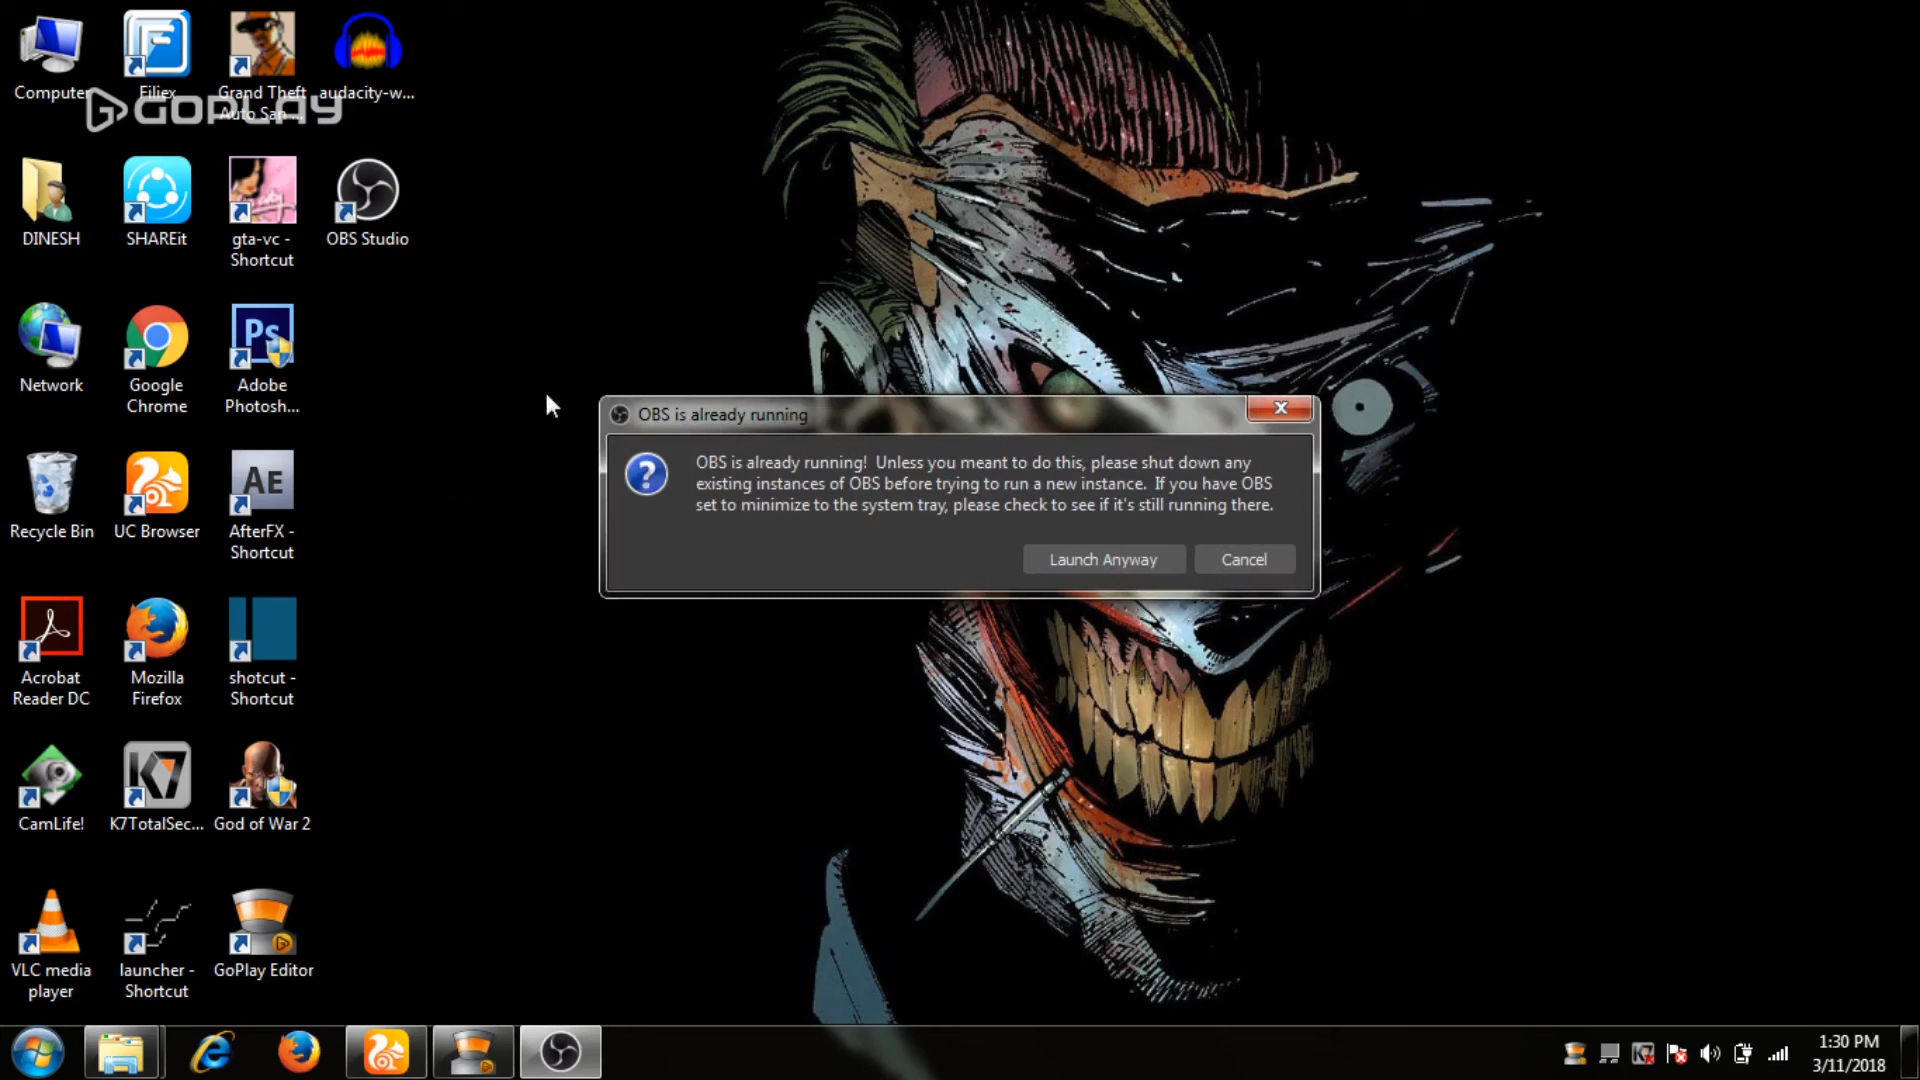 Computer
Filiex
Grand Theft
Auto San ...
audacity-w...
GOPLAY
DINESH
SHAREit
gta-vc -
Shortcut
OBS Studio
Network
Google
Chrome
Ps
Adobe
Photosh...
Recycle Bin
UC Browser
AE
AfterFX -
Shortcut
Acrobat
Reader DC
Mozilla
Firefox
shotcut -
Shortcut
CamLife!
K7
K7TotalSec...
God of War 2
VLC media
player
launcher -
Shortcut
GoPlay Editor
OBS is already running
OBS is already running! Unless you meant to do this, please shut down any
existing instances of OBS before trying to run a new instance. If you have OBS
set to minimize to the system tray, please check to see if it's still running there.
Launch Anyway
Cancel
1:30 PM
3/11/2018